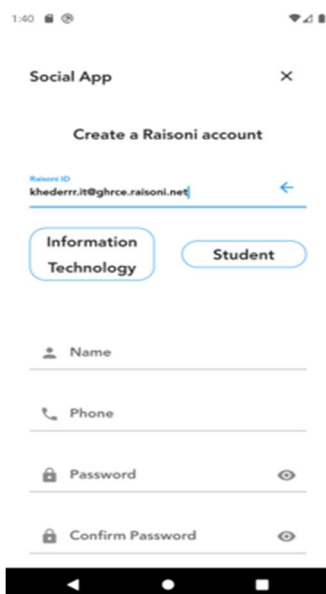 1:40
Social App
Create a Raisoni account
Raisoni ID
khederrr.it@ghrce.raisoni.net
Information
Technology
Student
Name
Phone
Password
Confirm Password